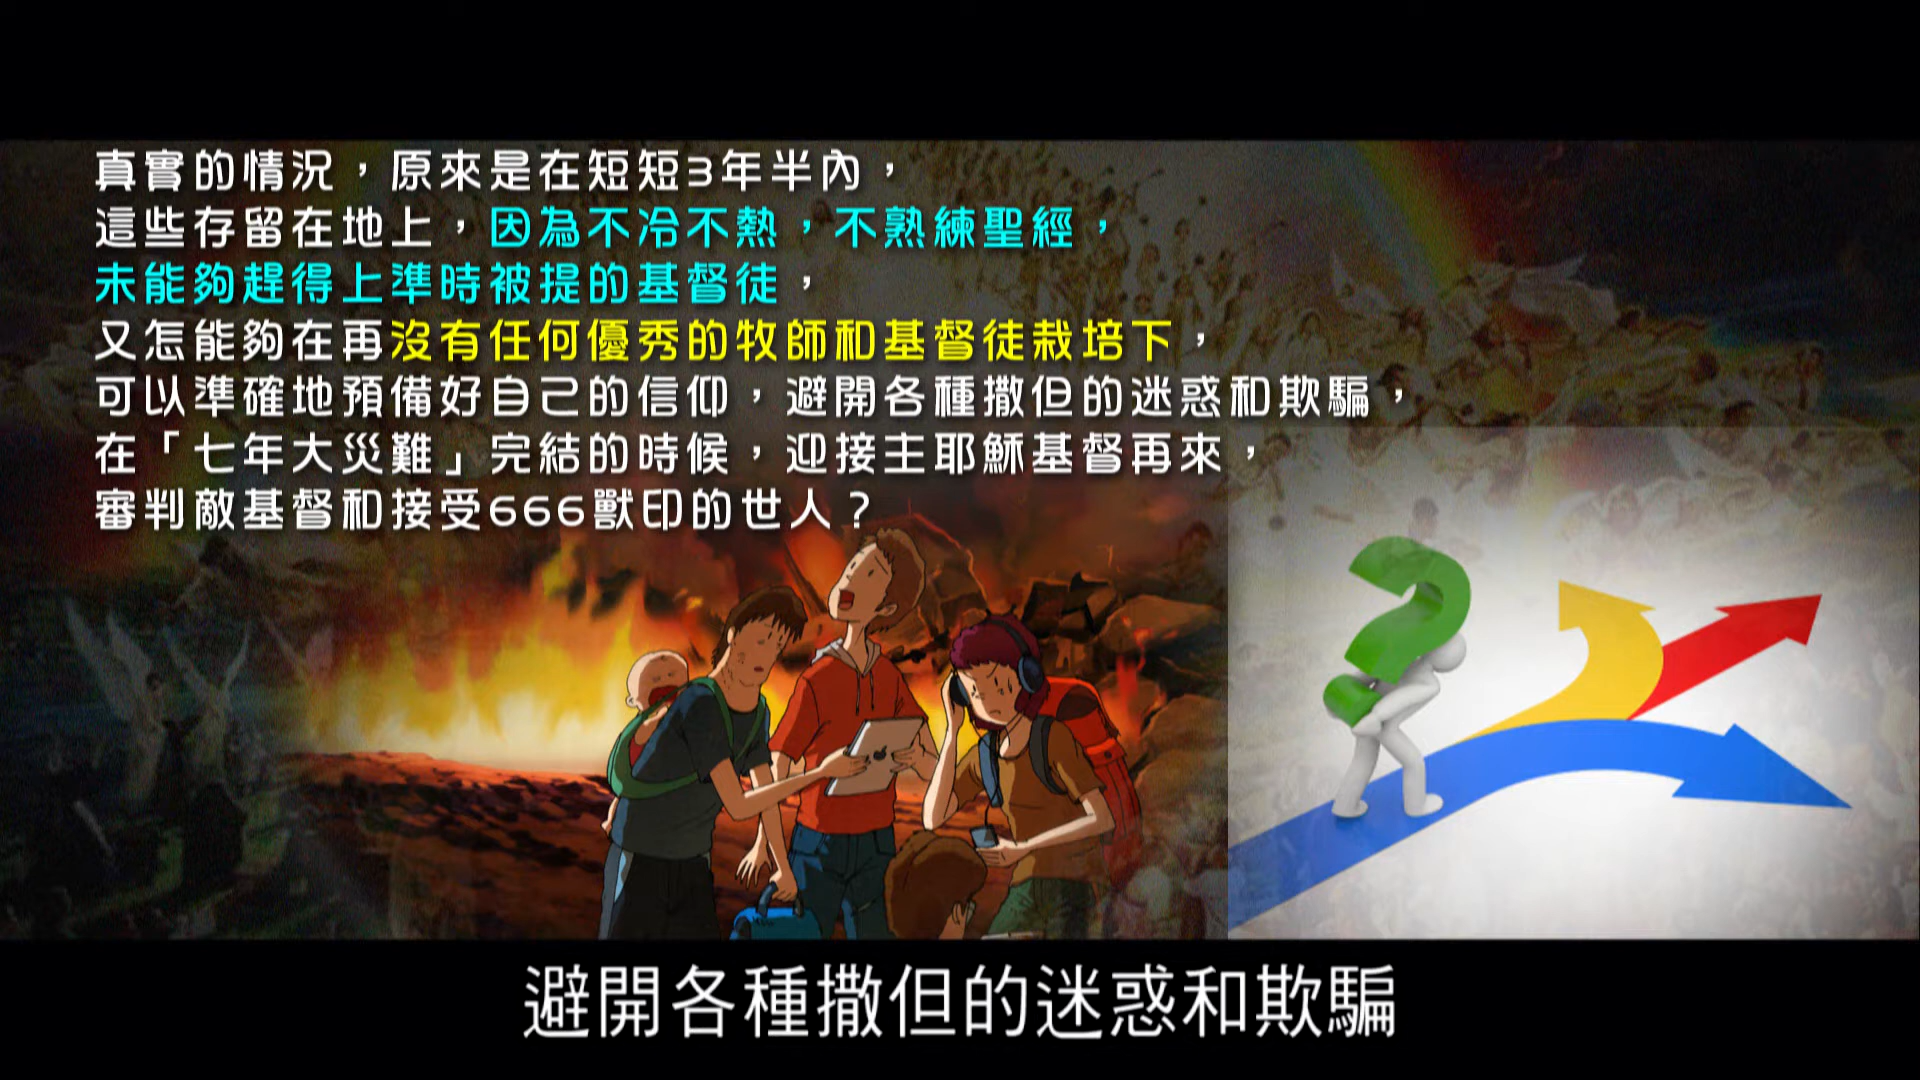 真實的情況，原來是在短短3年半內，
這些存留在地上，因為不冷不熱，不熟練聖經，
未能夠趕得上準時被提的基督徒，
又怎能夠在再沒有任何優秀的牧師和基督徒栽培下，
可以準確地預備好自己的信仰，避開各種撒但的迷惑和欺騙，
在「七年大災難」完結的時候，迎接主耶穌基督再來，
審判敵基督和接受666獸印的世人？
避開各種撒但的迷惑和欺騙